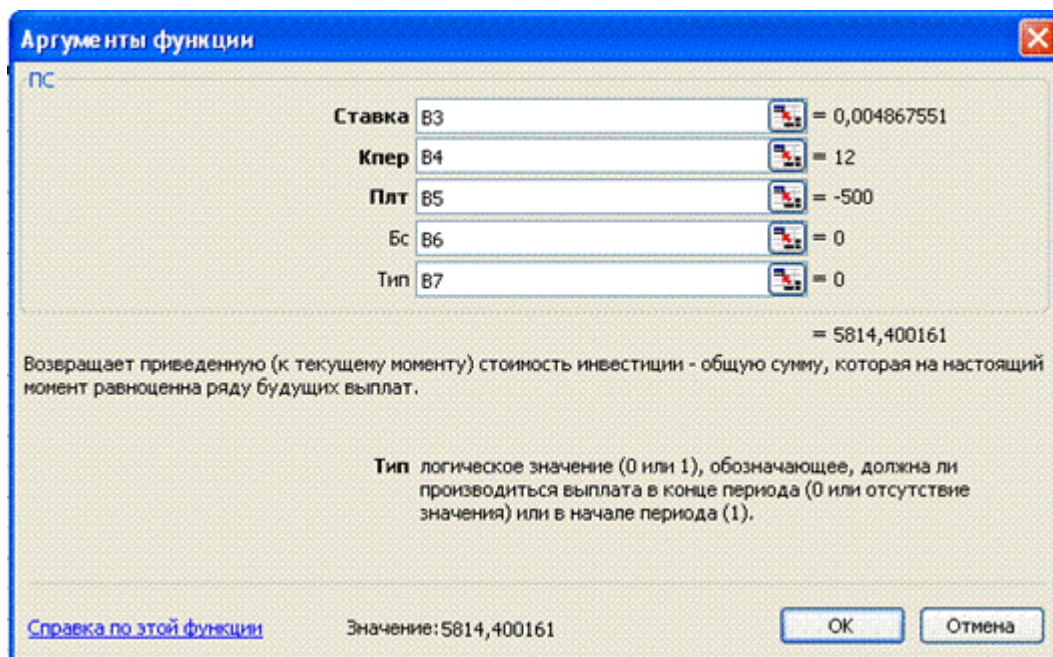 Аргументы функции
ПС
Ставка B3 = 0,004867551
Кпер B4 = 12
Плт B5 = -500
Бс B6 = 0
Тип B7 = 0
= 5814,400161
Возвращает приведенную (к текущему моменту) стоимость инвестиции - общую сумму, которая на настоящий
момент равноценна ряду будущих выплат.
Тип логическое значение (0 или 1), обозначающее, должна ли
производиться выплата в конце периода (0 или отсутствие
значения) или в начале периода (1).
Справка по этой функции Значение: 5814,400161 OK Отмена